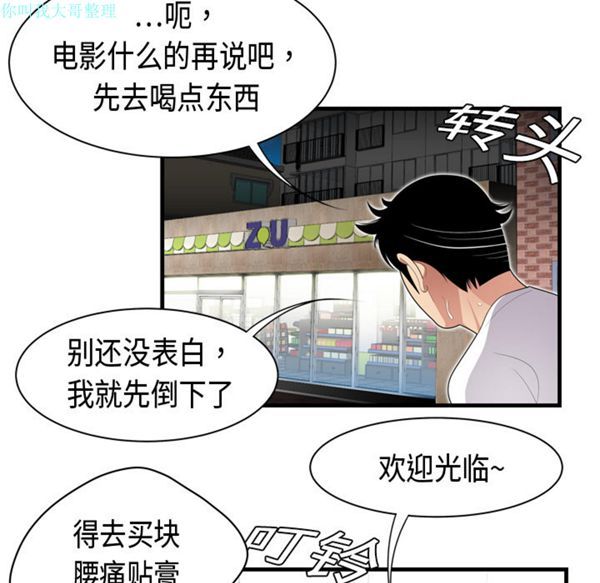 你叫我大哥整理
…呃，
电影什么的再说吧，
先去喝点东西
转头
ZU
别还没表白，
我就先倒下了
欢迎光临~
得去买块
腰痛贴膏
叮铃